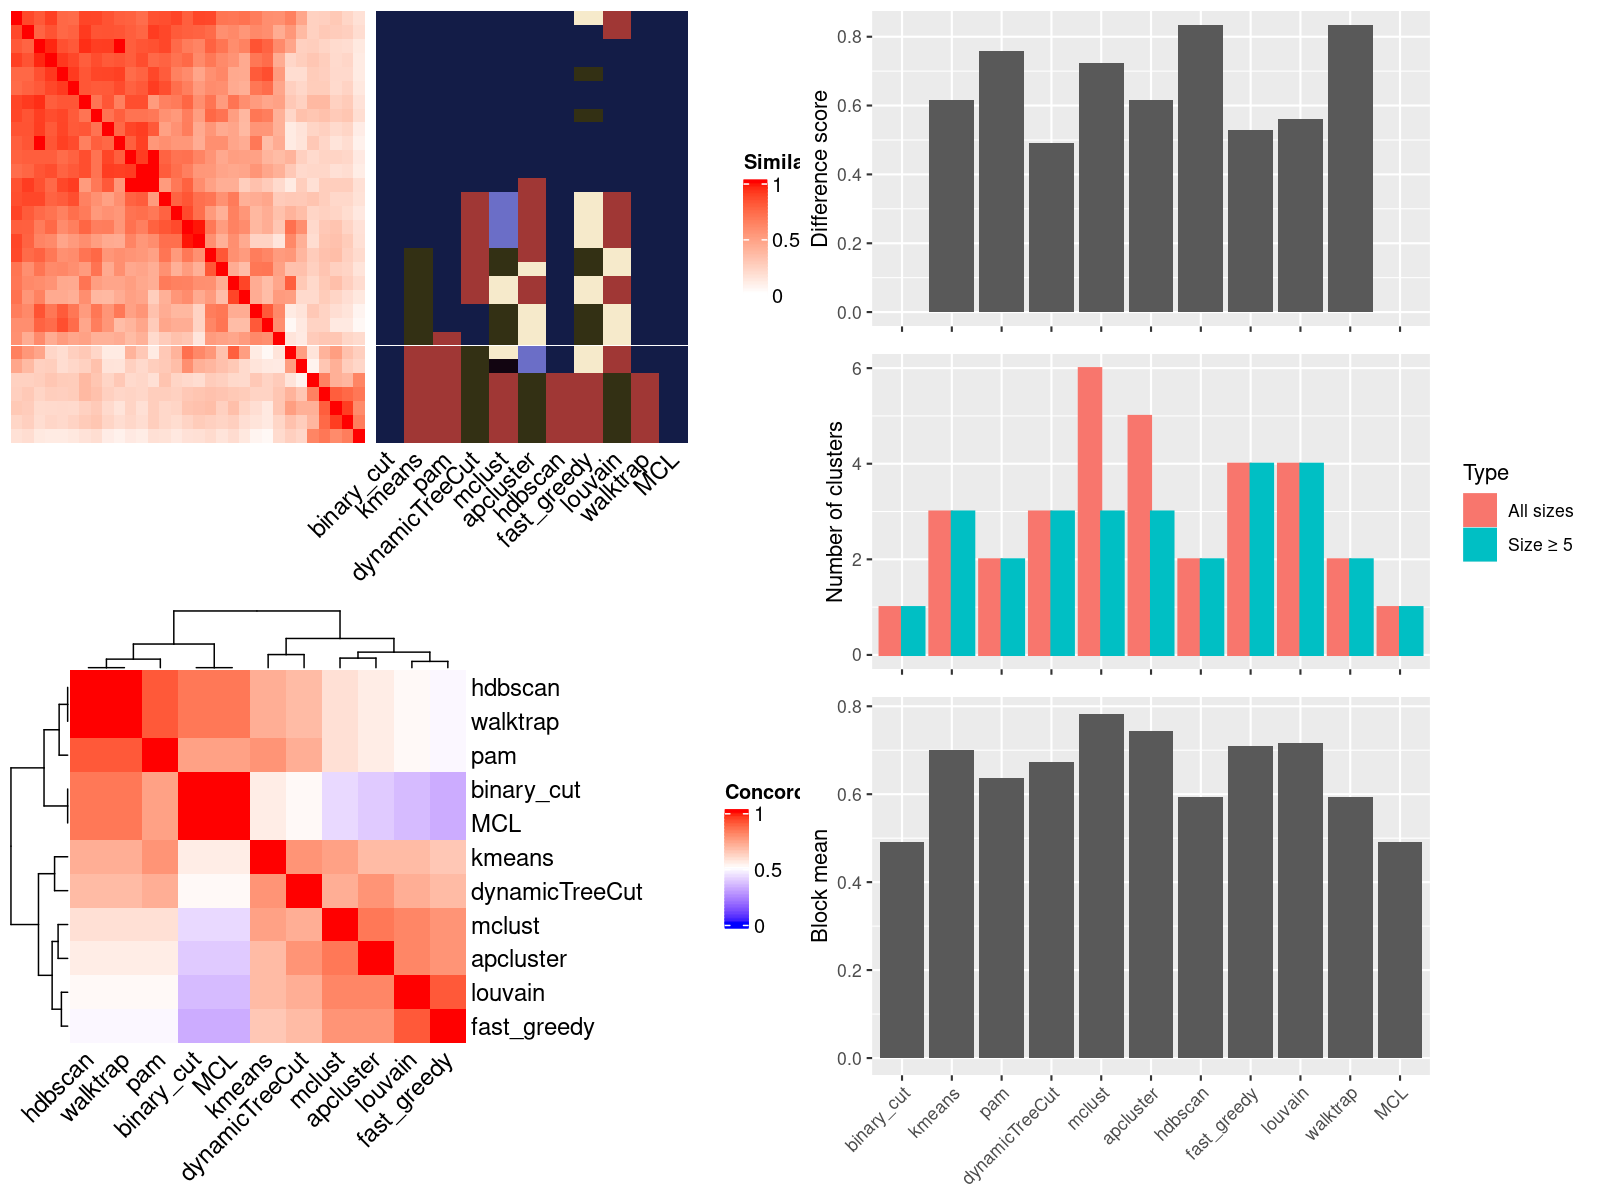 Simila
1
0.5
0
binary_cut
kmeans
pam
dynamicTreeCut
mclust
apcluster
hdbscan
fast_greedy
louvain
walktrap
MCL
hdbscan
walktrap
pam
binary_cut
MCL
kmeans
dynamicTreeCut
mclust
apcluster
louvain
fast_greedy
hdbscan
walktrap
pam
binary_cut
MCL
kmeans
dynamicTreeCut
mclust
apcluster
louvain
fast_greedy
Concord
1
0.5
0
Difference score
0.8
0.6
0.4
0.2
0.0
Number of clusters
6
4
2
0
Type
All sizes
Size ≥ 5
Block mean
0.8
0.6
0.4
0.2
0.0
binary_cut
kmeans
pam
dynamicTreeCut
mclust
apcluster
hdbscan
fast_greedy
louvain
walktrap
MCL